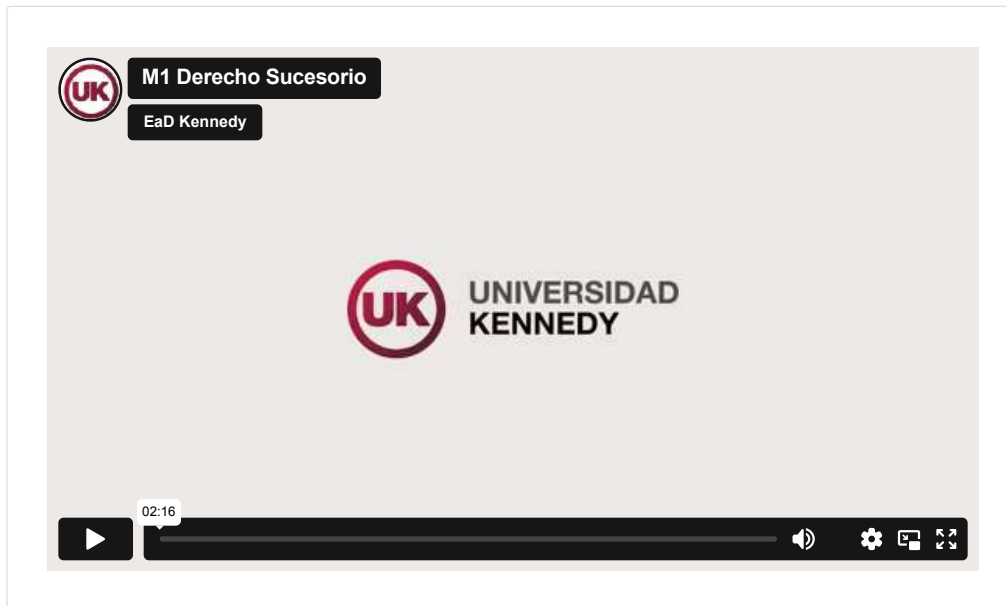 UK
M1 Derecho Sucesorio
EaD Kennedy
UK
UNIVERSIDAD
KENNEDY
02:16